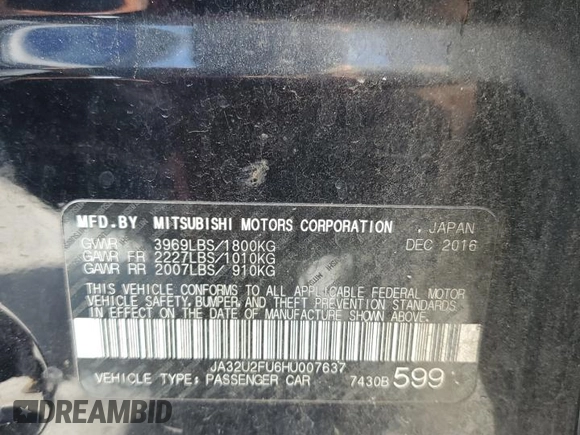 MFD.BY MITSUBISHI MOTORS CORPORATION , JAPAN
GVWR 3969LBS/1800KG DEC 2016
GAWR FR 2227LBS/1010KG
GAWR RR 2007LBS/ 910KG
THIS VEHICLE CONFORMS TO ALL APPLICABLE FEDERAL MOTOR
VEHICLE SAFETY, BUMPER, AND THEFT PREVENTION STANDARDS
IN EFFECT ON THE DATE OF MANUFACTURE SHOWN ABOVE.
JA32U2FU6HU007637
VEHICLE TYPE: PASSENGER CAR 7430B 599
DREAMBID